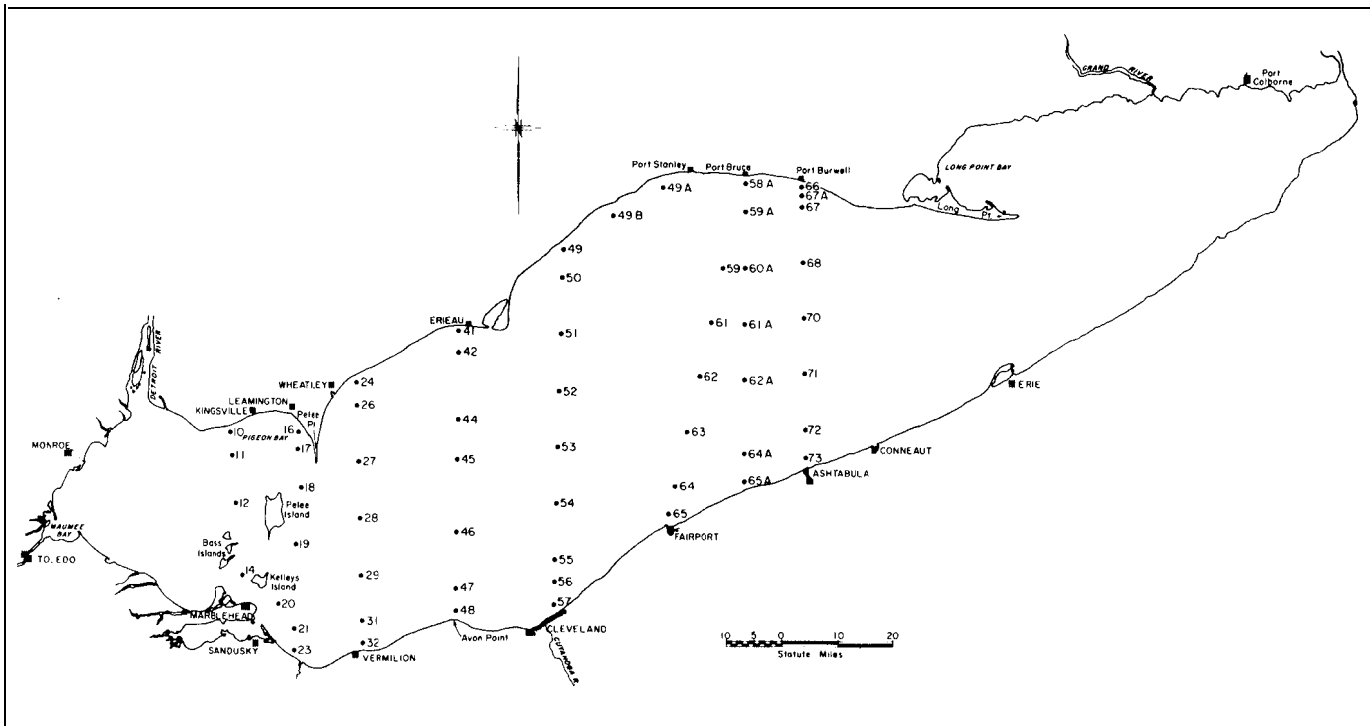 GRAND RIVER
Port
Colborne
LONG POINT BAY
Long Pt.
Port Stanley
Port Bruce
Port Burwell
49 A
58 A
66
67 A
67
49 B
59 A
49
50
59
60 A
68
ERIEAU
41
42
51
61
61 A
70
DETROIT RIVER
WHEATLEY
24
26
52
62
62 A
71
ERIE
LEAMINGTON
KINGSVILLE
Pelee
Pt
10
16
PIGEON BAY
17
11
44
63
72
MONROE
27
45
53
64 A
73
CONNEAUT
ASHTABULA
12
18
Pelee
Island
28
54
64
65 A
MAUMEE
BAY
65
FAIRPORT
TOLEDO
Bass
Islands
19
46
55
14
Kelleys
Island
29
47
56
MARBLEHEAD
20
48
57
21
31
CLEVELAND
SANDUSKY
23
32
VERMILION
Avon Point
CUYAHOGA R.
10 5 0 10 20
Statute Miles